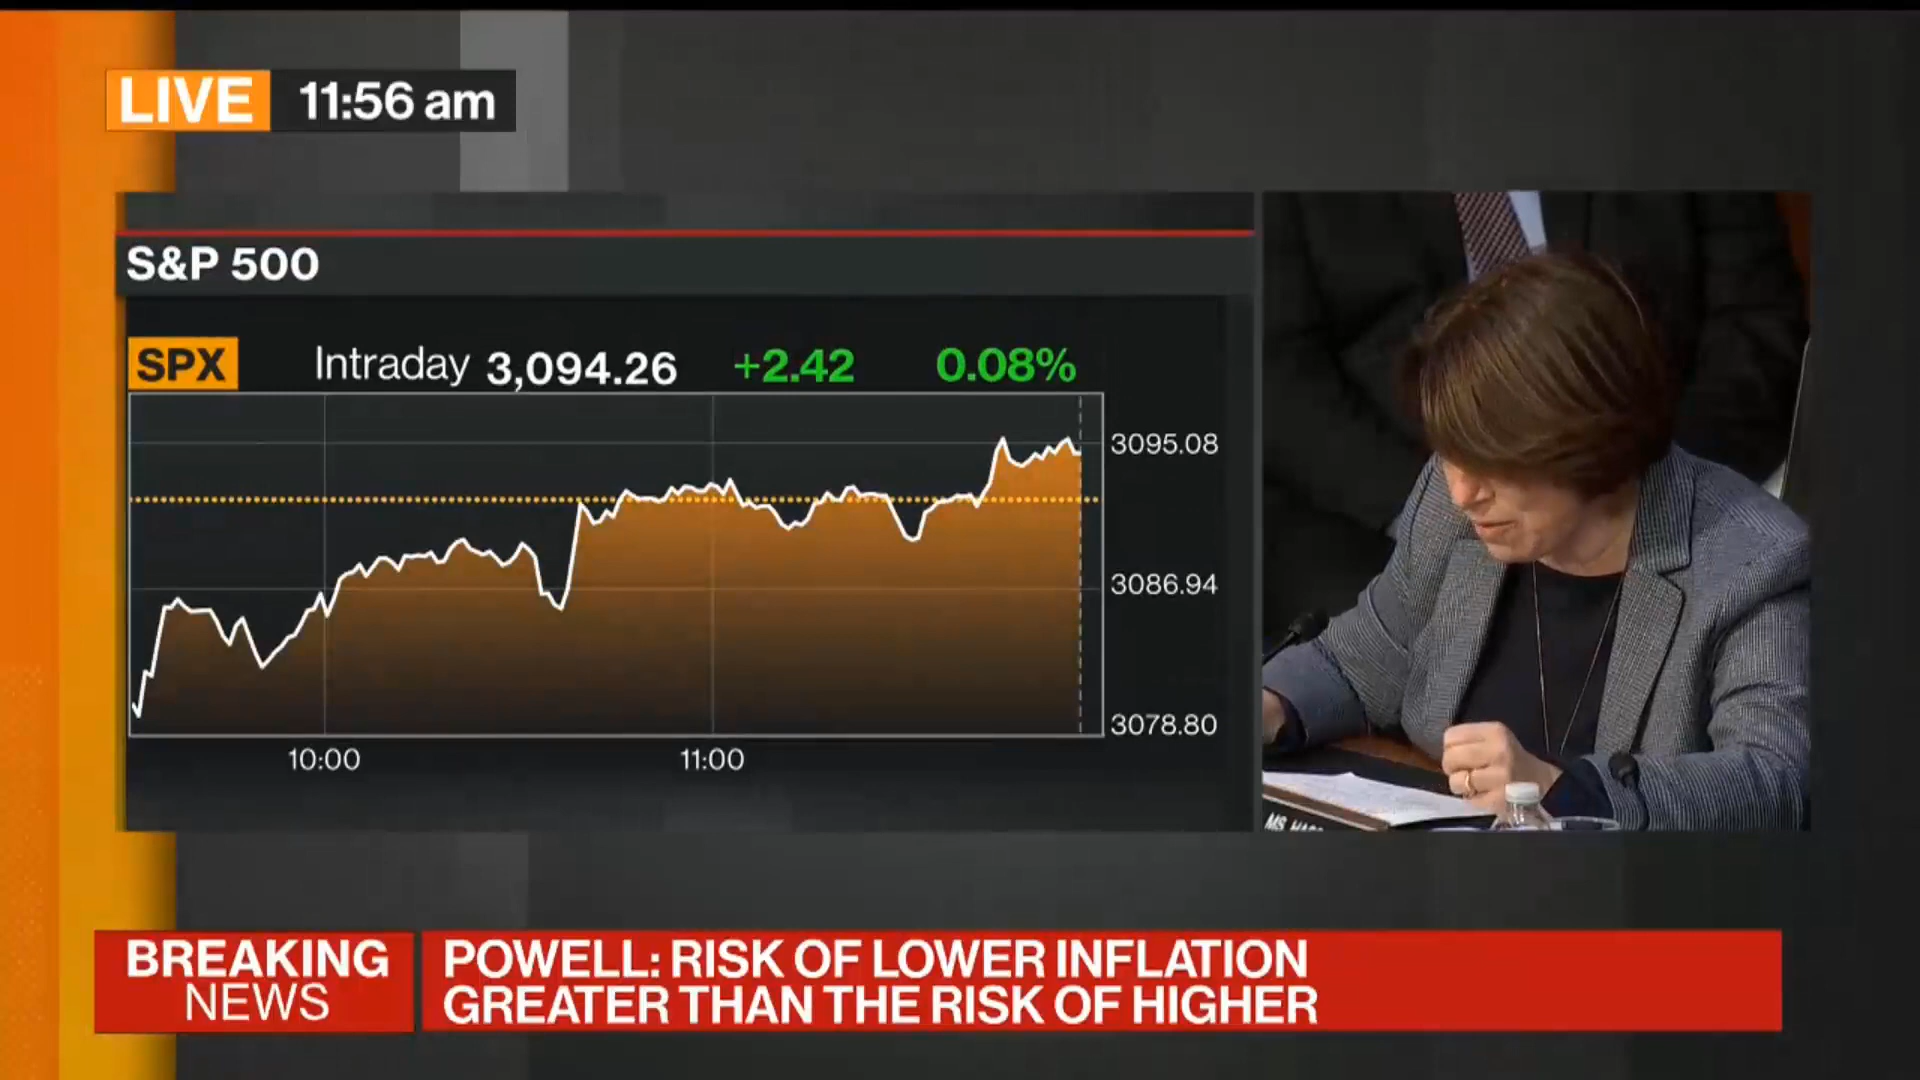 LIVE 11:56 am
S&P 500
SPX Intraday 3,094.26 +2.42 0.08%
3095.08
3086.94
3078.80
10:00 11:00
MS.
BREAKING NEWS
POWELL: RISK OF LOWER INFLATION
GREATER THAN THE RISK OF HIGHER